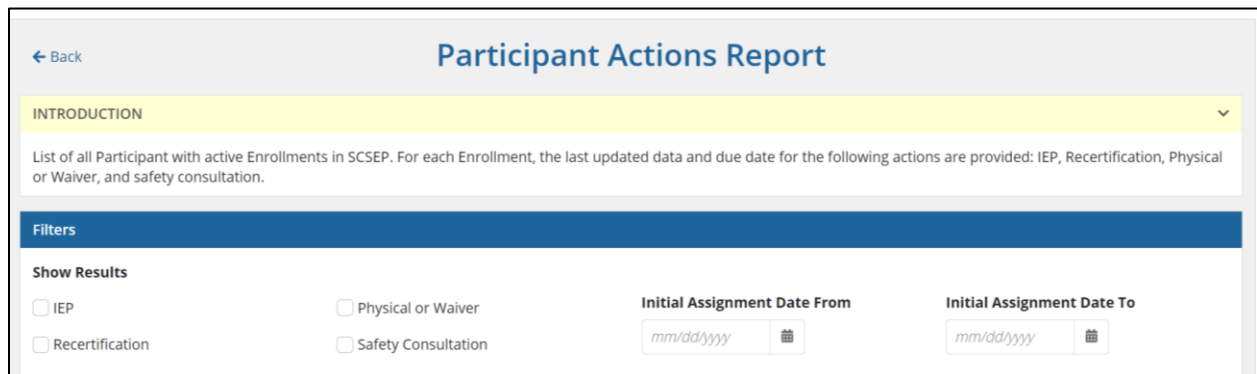 Back
Participant Actions Report
INTRODUCTION
List of all Participant with active Enrollments in SCSEP. For each Enrollment, the last updated data and due date for the following actions are provided: IEP, Recertification, Physical
or Waiver, and safety consultation.
Filters
Show Results
IEP
Physical or Waiver
Initial Assignment Date From
Initial Assignment Date To
mm/dd/yyyy
mm/dd/yyyy
Recertification
Safety Consultation